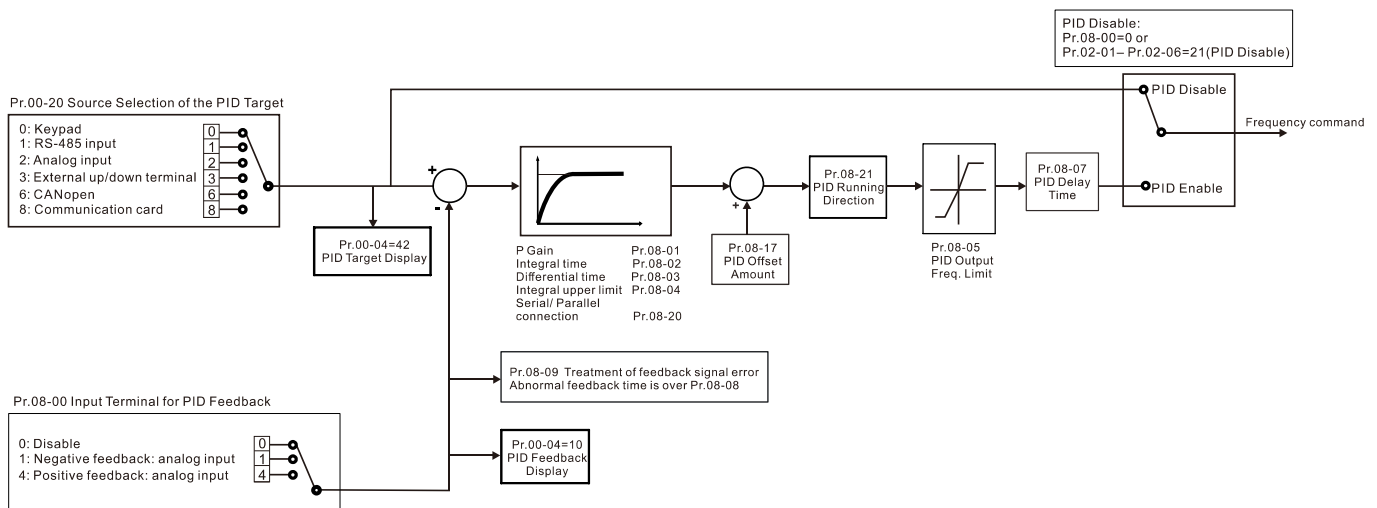 PID Disable:
Pr.08-00=0 or
Pr.02-01– Pr.02-06=21(PID Disable)
Pr.00-20 Source Selection of the PID Target
0: Keypad
1: RS-485 input
2: Analog input
3: External up/down terminal
6: CANopen
8: Communication card
0
1
2
3
6
8
+
-
Pr.00-04=42
PID Target Display
P Gain Pr.08-01
Integral time Pr.08-02
Differential time Pr.08-03
Integral upper limit Pr.08-04
Serial/ Parallel
connection Pr.08-20
+
Pr.08-17
PID Offset
Amount
Pr.08-21
PID Running
Direction
Pr.08-05
PID Output
Freq. Limit
Pr.08-07
PID Delay
Time
PID Disable
PID Enable
Frequency command
Pr.08-09 Treatment of feedback signal error
Abnormal feedback time is over Pr.08-08
Pr.00-04=10
PID Feedback
Display
Pr.08-00 Input Terminal for PID Feedback
0: Disable
1: Negative feedback: analog input
4: Positive feedback: analog input
0
1
4